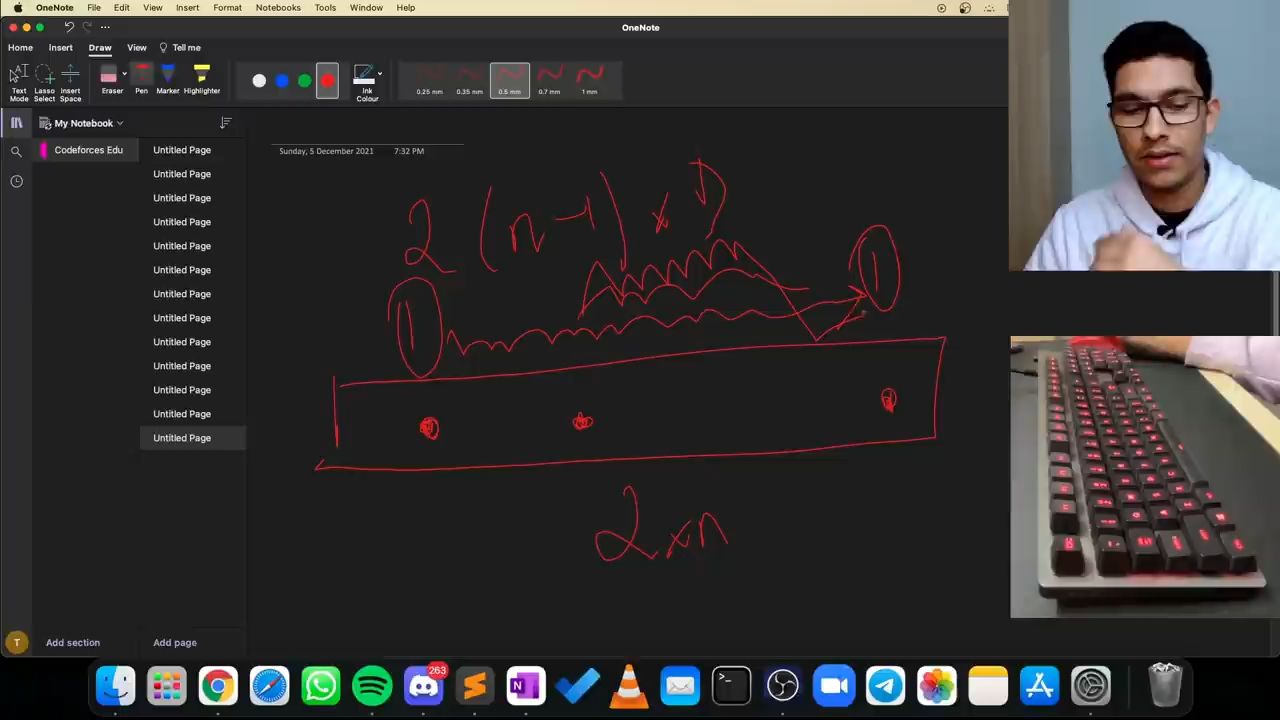 OneNote File Edit View Insert Format Notebooks Tools Window Help
OneNote
Home Insert Draw View Tell me
Text Mode
Lasso Select
Insert Space
Eraser
Pen
Marker
Highlighter
Ink Colour
0.25 mm
0.35 mm
0.5 mm
0.7 mm
1 mm
My Notebook
Codeforces Edu
Untitled Page
Untitled Page
Untitled Page
Untitled Page
Untitled Page
Untitled Page
Untitled Page
Untitled Page
Untitled Page
Untitled Page
Untitled Page
Untitled Page
Untitled Page
Sunday, 5 December 2021 7:32 PM
2 (n-1) x
1
1
2xn
T
Add section
Add page
263